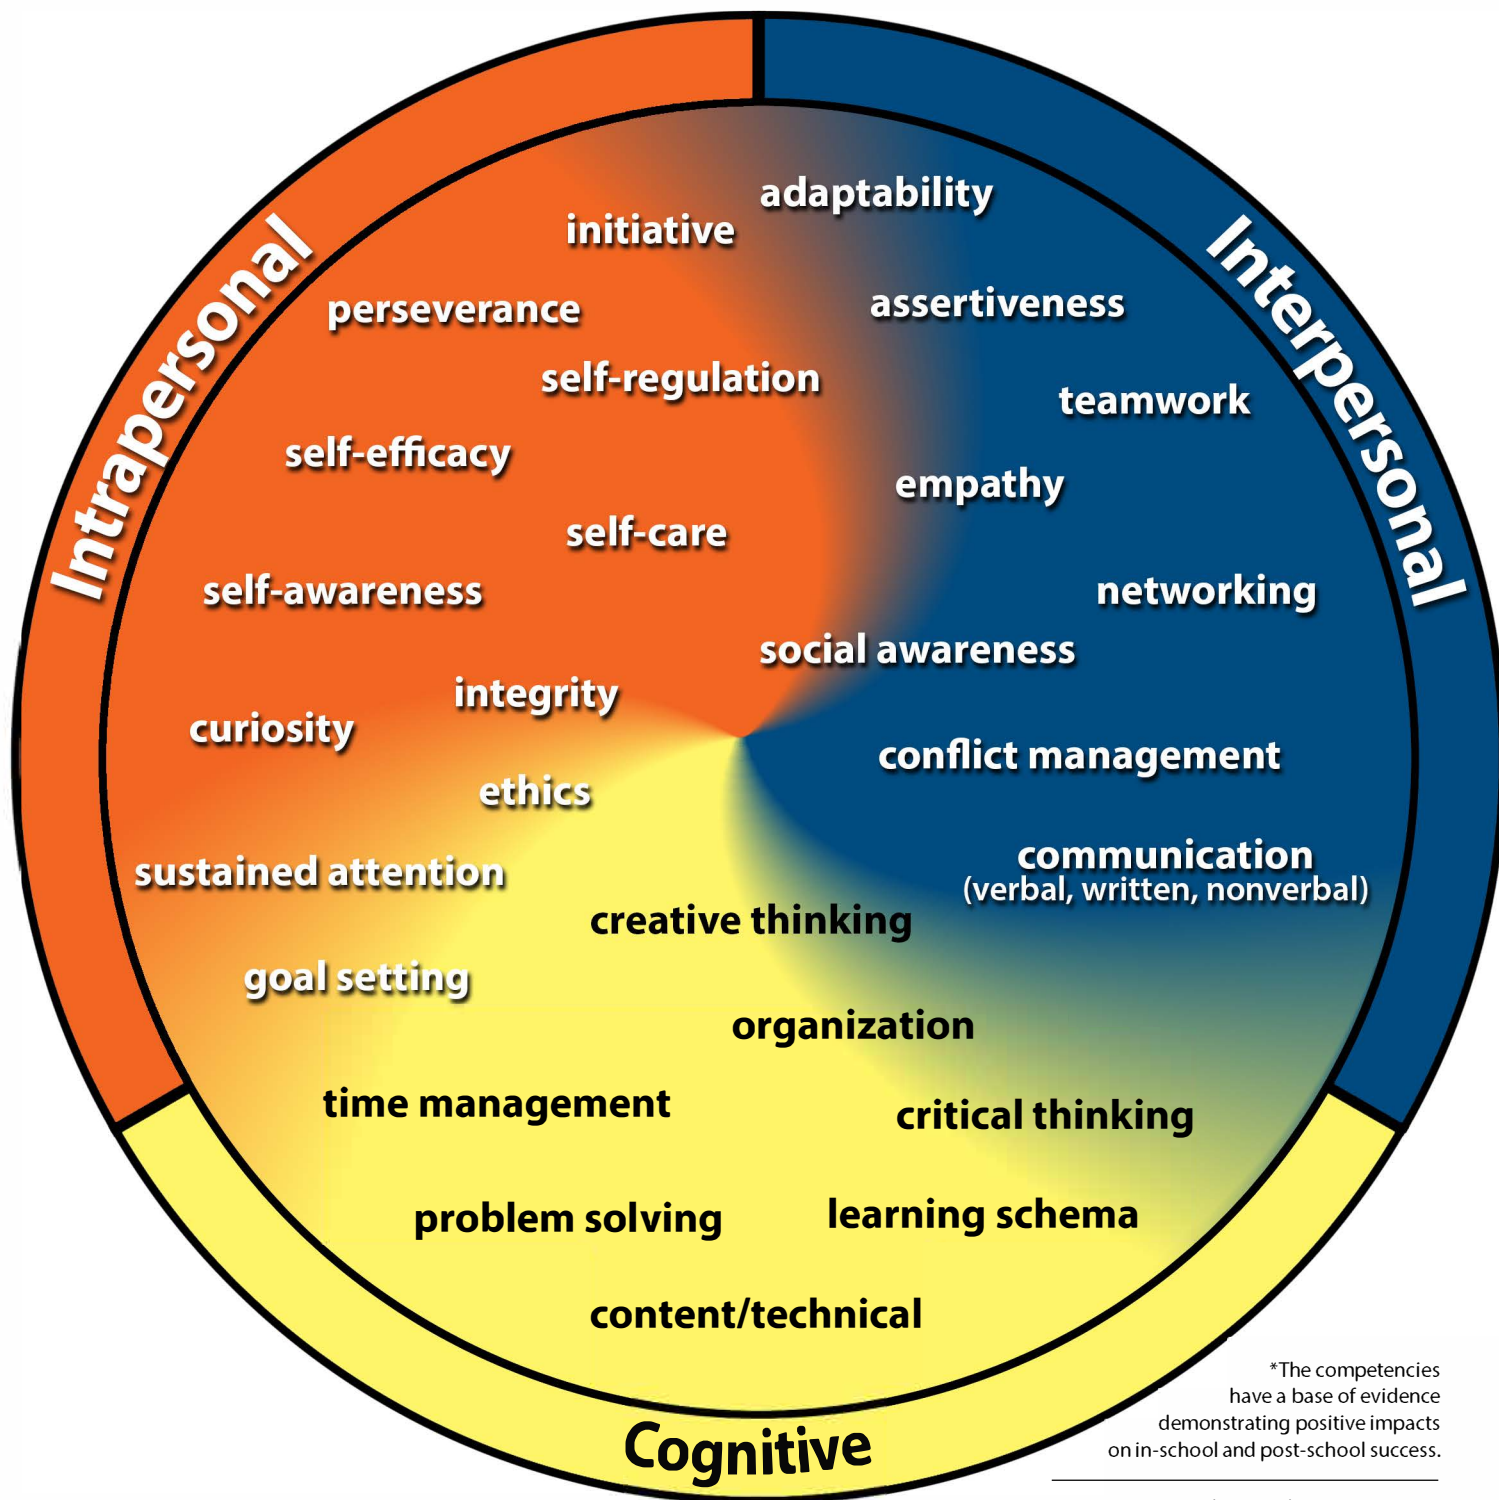 Intrapersonal
Interpersonal
adaptability
initiative
assertiveness
perseverance
self-regulation
teamwork
self-efficacy
empathy
self-care
self-awareness
networking
social awareness
integrity
curiosity
conflict management
ethics
communication
(verbal, written, nonverbal)
sustained attention
creative thinking
goal setting
organization
time management
critical thinking
problem solving
learning schema
content/technical
Cognitive
*The competencies
have a base of evidence
demonstrating positive impacts
on in-school and post-school success.